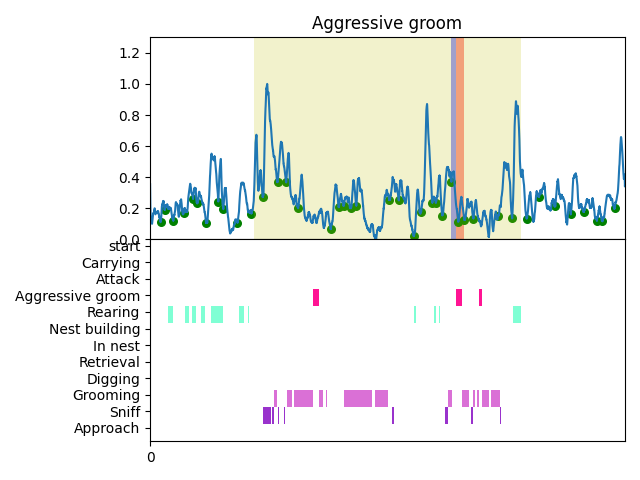 Aggressive groom
1.2
1.0
0.8
0.6
0.4
0.2
0.0
start
Carrying
Attack
Aggressive groom
Rearing
Nest building
In nest
Retrieval
Digging
Grooming
Sniff
Approach
0